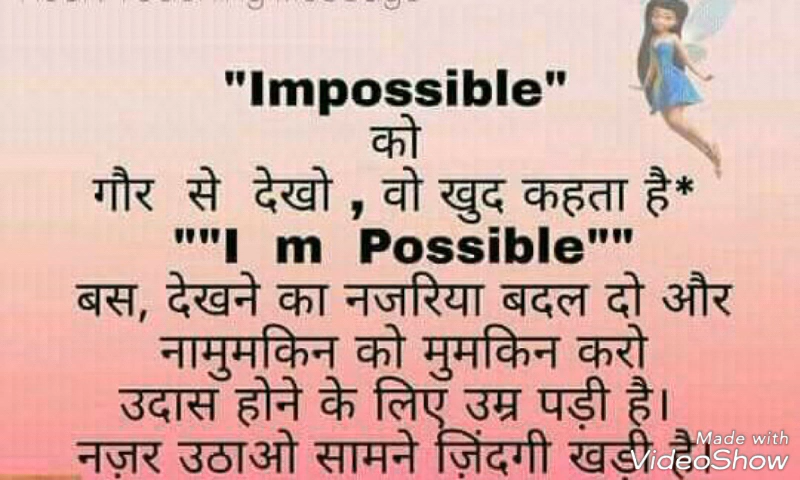 "Impossible"
को
गौर से देखो , वो खुद कहता है*
""I m Possible""
बस, देखने का नजरिया बदल दो और
नामुमकिन को मुमकिन करो
उदास होने के लिए उम्र पड़ी है।
नज़र उठाओ सामने ज़िंदगी खड़ी है।
Made with
VideoShow